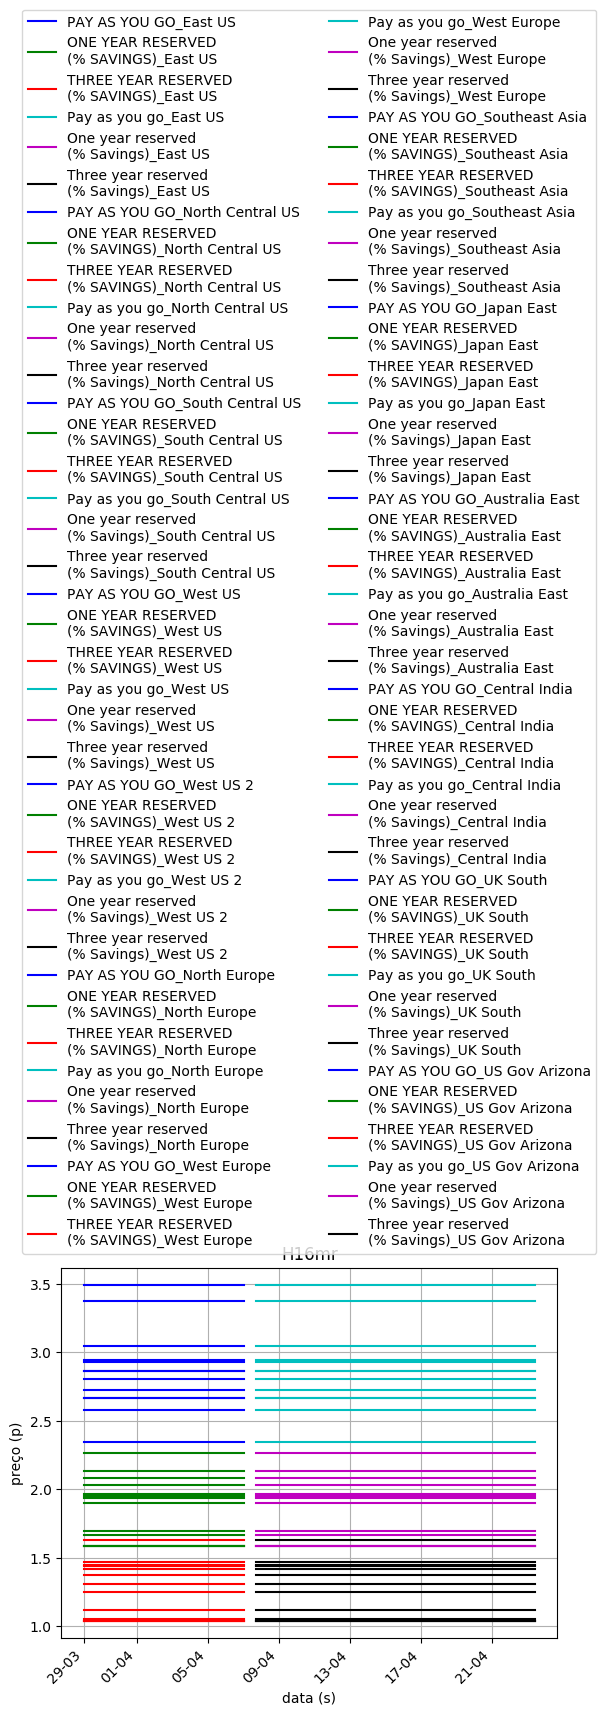 PAY AS YOU GO_East US
ONE YEAR RESERVED
(% SAVINGS)_East US
THREE YEAR RESERVED
(% SAVINGS)_East US
Pay as you go_East US
One year reserved
(% Savings)_East US
Three year reserved
(% Savings)_East US
PAY AS YOU GO_North Central US
ONE YEAR RESERVED
(% SAVINGS)_North Central US
THREE YEAR RESERVED
(% SAVINGS)_North Central US
Pay as you go_North Central US
One year reserved
(% Savings)_North Central US
Three year reserved
(% Savings)_North Central US
PAY AS YOU GO_South Central US
ONE YEAR RESERVED
(% SAVINGS)_South Central US
THREE YEAR RESERVED
(% SAVINGS)_South Central US
Pay as you go_South Central US
One year reserved
(% Savings)_South Central US
Three year reserved
(% Savings)_South Central US
PAY AS YOU GO_West US
ONE YEAR RESERVED
(% SAVINGS)_West US
THREE YEAR RESERVED
(% SAVINGS)_West US
Pay as you go_West US
One year reserved
(% Savings)_West US
Three year reserved
(% Savings)_West US
PAY AS YOU GO_West US 2
ONE YEAR RESERVED
(% SAVINGS)_West US 2
THREE YEAR RESERVED
(% SAVINGS)_West US 2
Pay as you go_West US 2
One year reserved
(% Savings)_West US 2
Three year reserved
(% Savings)_West US 2
PAY AS YOU GO_North Europe
ONE YEAR RESERVED
(% SAVINGS)_North Europe
THREE YEAR RESERVED
(% SAVINGS)_North Europe
Pay as you go_North Europe
One year reserved
(% Savings)_North Europe
Three year reserved
(% Savings)_North Europe
PAY AS YOU GO_West Europe
ONE YEAR RESERVED
(% SAVINGS)_West Europe
THREE YEAR RESERVED
(% SAVINGS)_West Europe
Pay as you go_West Europe
One year reserved
(% Savings)_West Europe
Three year reserved
(% Savings)_West Europe
PAY AS YOU GO_Southeast Asia
ONE YEAR RESERVED
(% SAVINGS)_Southeast Asia
THREE YEAR RESERVED
(% SAVINGS)_Southeast Asia
Pay as you go_Southeast Asia
One year reserved
(% Savings)_Southeast Asia
Three year reserved
(% Savings)_Southeast Asia
PAY AS YOU GO_Japan East
ONE YEAR RESERVED
(% SAVINGS)_Japan East
THREE YEAR RESERVED
(% SAVINGS)_Japan East
Pay as you go_Japan East
One year reserved
(% Savings)_Japan East
Three year reserved
(% Savings)_Japan East
PAY AS YOU GO_Australia East
ONE YEAR RESERVED
(% SAVINGS)_Australia East
THREE YEAR RESERVED
(% SAVINGS)_Australia East
Pay as you go_Australia East
One year reserved
(% Savings)_Australia East
Three year reserved
(% Savings)_Australia East
PAY AS YOU GO_Central India
ONE YEAR RESERVED
(% SAVINGS)_Central India
THREE YEAR RESERVED
(% SAVINGS)_Central India
Pay as you go_Central India
One year reserved
(% Savings)_Central India
Three year reserved
(% Savings)_Central India
PAY AS YOU GO_UK South
ONE YEAR RESERVED
(% SAVINGS)_UK South
THREE YEAR RESERVED
(% SAVINGS)_UK South
Pay as you go_UK South
One year reserved
(% Savings)_UK South
Three year reserved
(% Savings)_UK South
PAY AS YOU GO_US Gov Arizona
ONE YEAR RESERVED
(% SAVINGS)_US Gov Arizona
THREE YEAR RESERVED
(% SAVINGS)_US Gov Arizona
Pay as you go_US Gov Arizona
One year reserved
(% Savings)_US Gov Arizona
Three year reserved
(% Savings)_US Gov Arizona
H16mr
3.5
3.0
2.5
2.0
1.5
1.0
preço (p)
29-03
01-04
05-04
09-04
13-04
17-04
21-04
data (s)